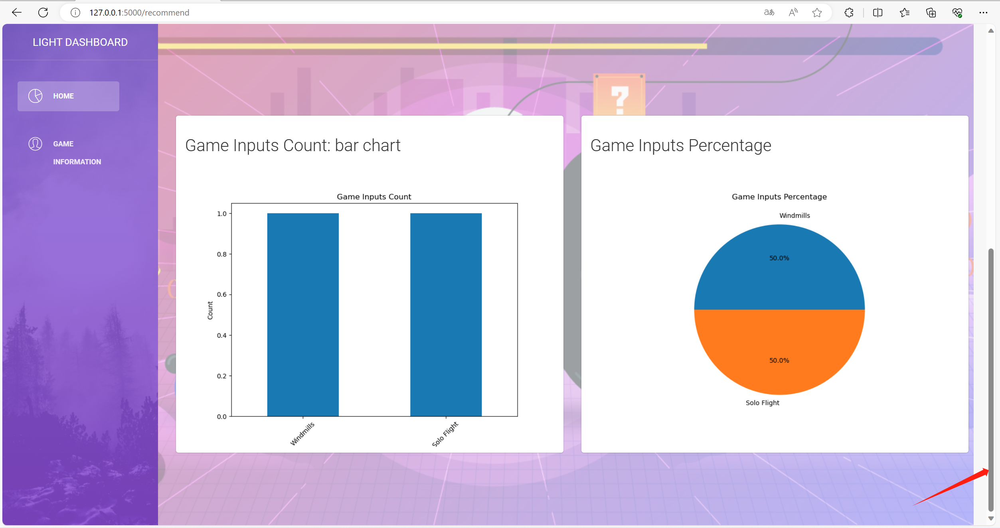 127.0.0.1:5000/recommend
LIGHT DASHBOARD
HOME
GAME
INFORMATION
?
Game Inputs Count: bar chart
Game Inputs Count
1.0
0.8
0.6
0.4
0.2
0.0
Count
Windmills
Solo Flight
Game Inputs Percentage
Game Inputs Percentage
Windmills
50.0%
50.0%
Solo Flight